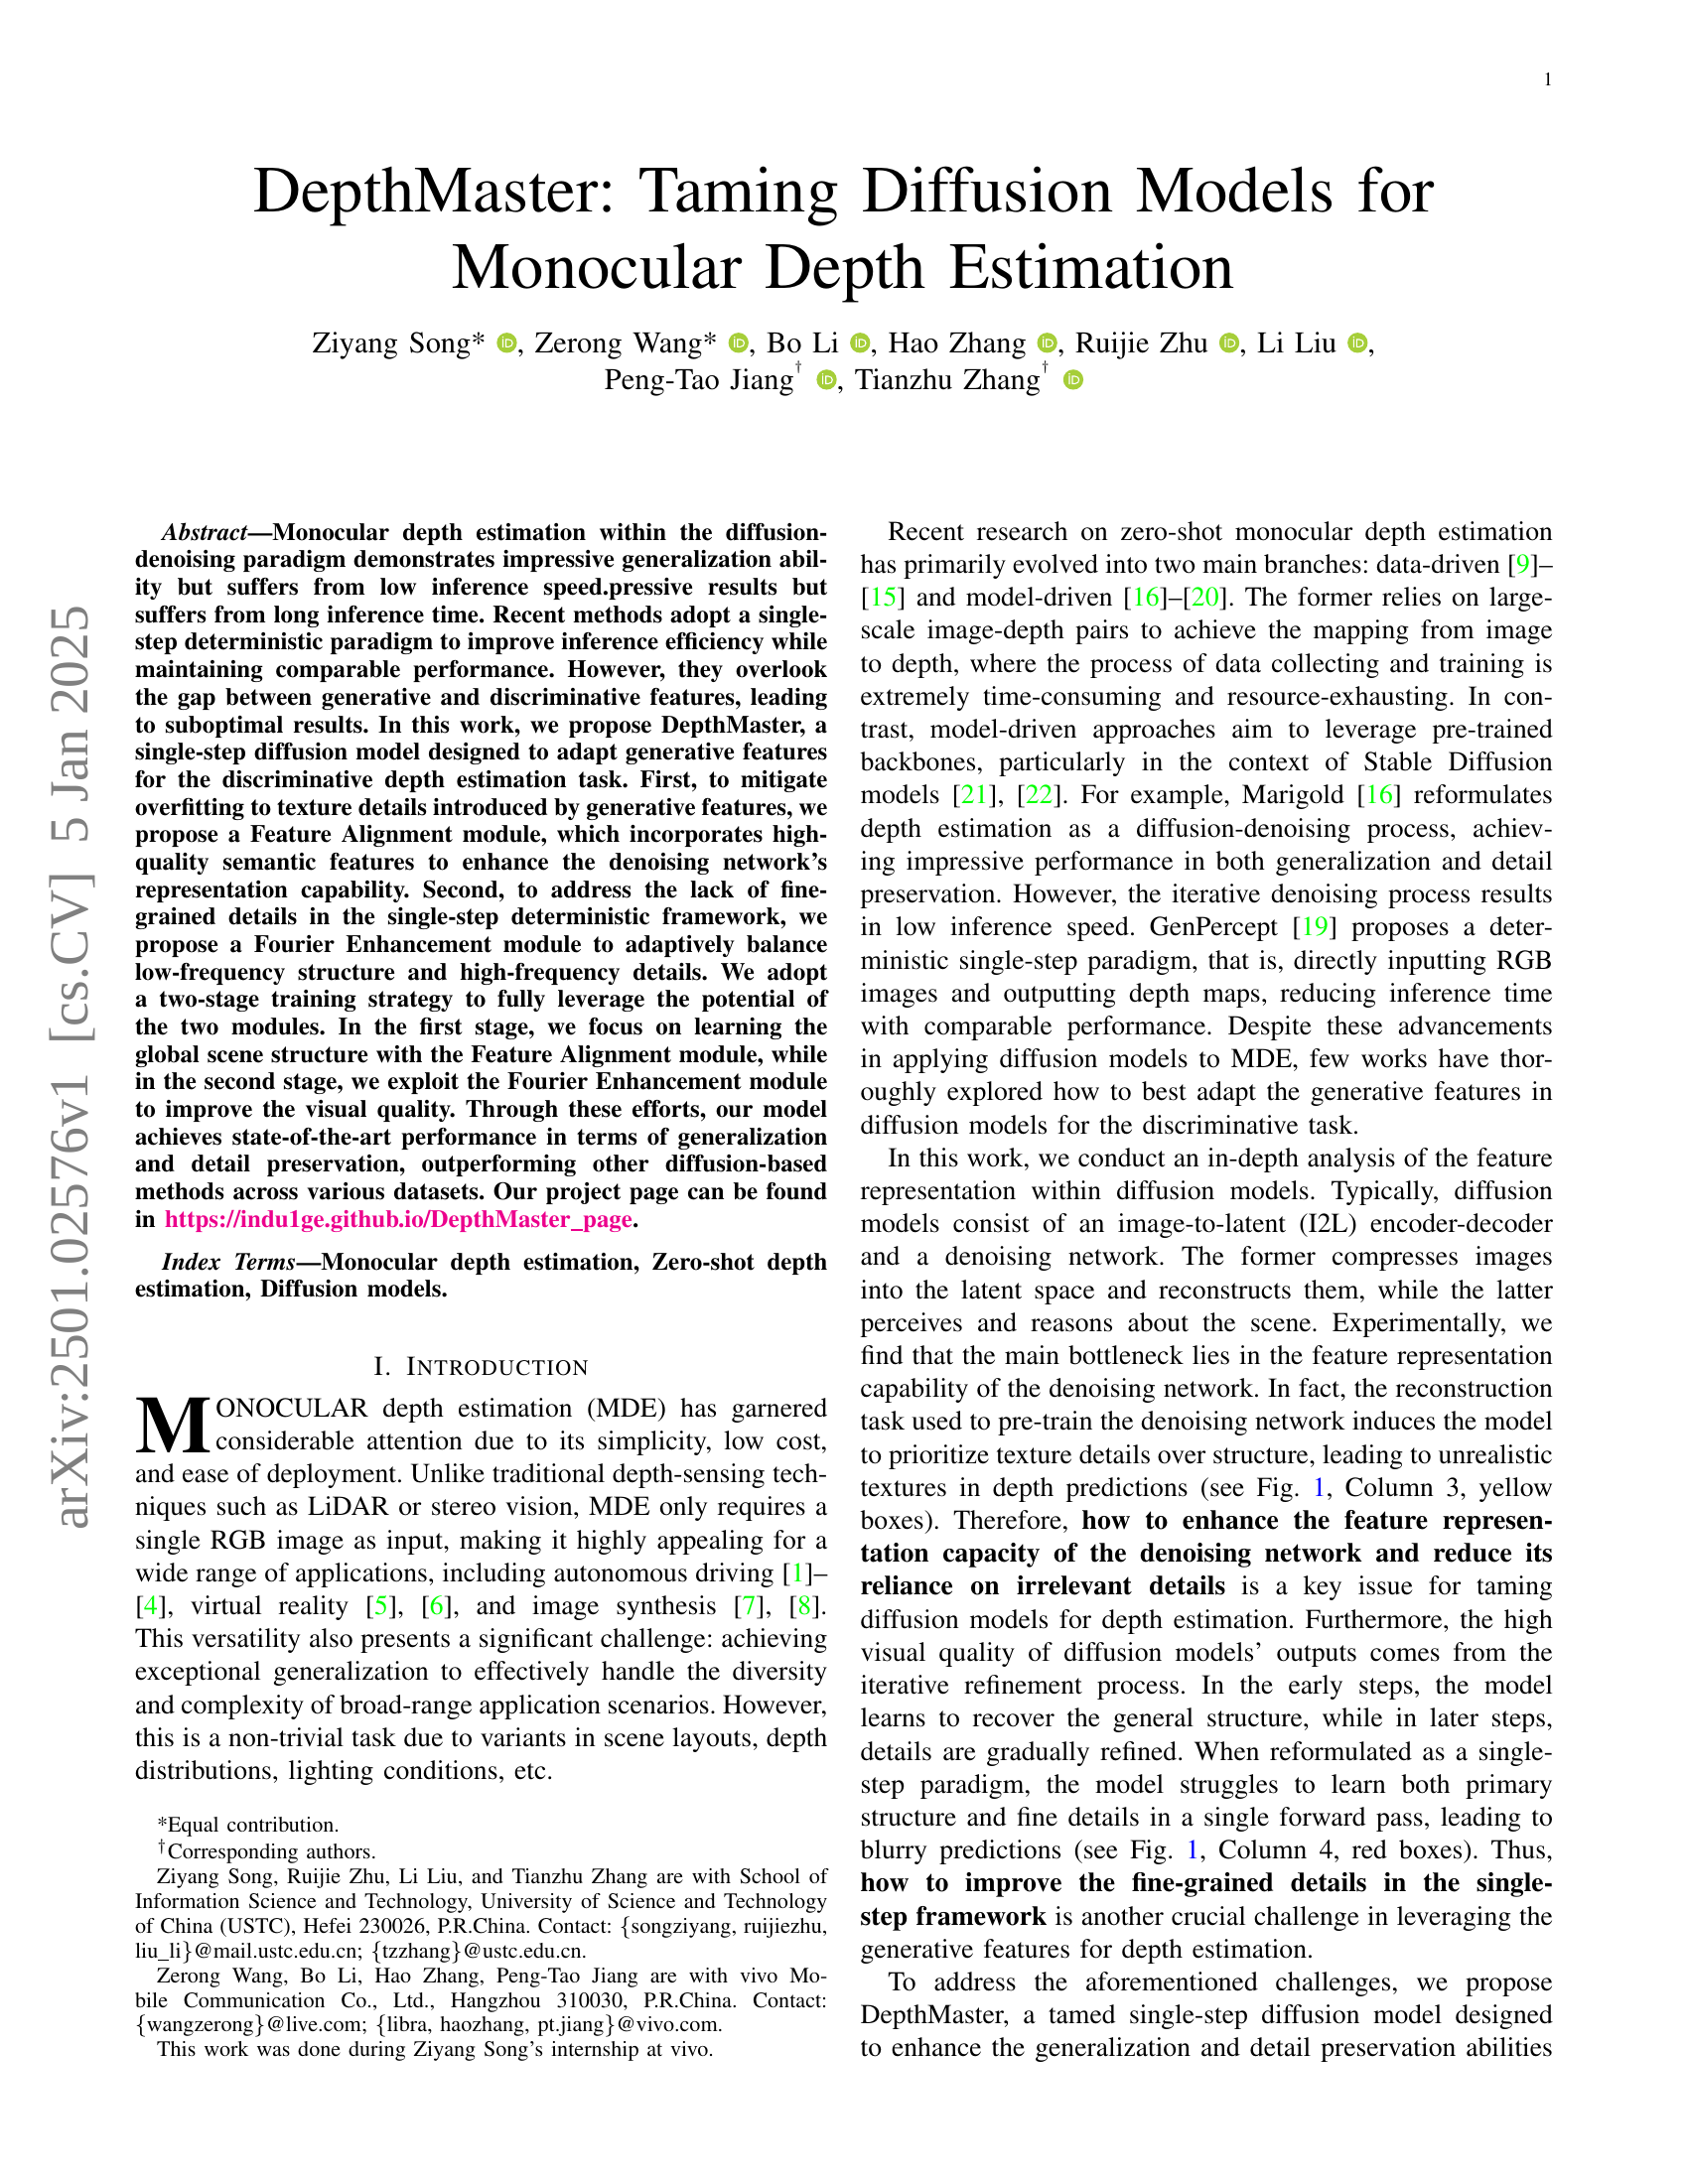 1
DepthMaster: Taming Diffusion Models for
Monocular Depth Estimation
Ziyang Song* iD, Zerong Wang* iD, Bo Li iD, Hao Zhang iD, Ruijie Zhu iD, Li Liu iD,
Peng-Tao Jiang† iD, Tianzhu Zhang† iD
arXiv:2501.02576v1 [cs.CV] 5 Jan 2025
Abstract—Monocular depth estimation within the diffusion-
denoising paradigm demonstrates impressive generalization abil-
ity but suffers from low inference speed.pressive results but
suffers from long inference time. Recent methods adopt a single-
step deterministic paradigm to improve inference efficiency while
maintaining comparable performance. However, they overlook
the gap between generative and discriminative features, leading
to suboptimal results. In this work, we propose DepthMaster, a
single-step diffusion model designed to adapt generative features
for the discriminative depth estimation task. First, to mitigate
overfitting to texture details introduced by generative features, we
propose a Feature Alignment module, which incorporates high-
quality semantic features to enhance the denoising network's
representation capability. Second, to address the lack of fine-
grained details in the single-step deterministic framework, we
propose a Fourier Enhancement module to adaptively balance
low-frequency structure and high-frequency details. We adopt
a two-stage training strategy to fully leverage the potential of
the two modules. In the first stage, we focus on learning the
global scene structure with the Feature Alignment module, while
in the second stage, we exploit the Fourier Enhancement module
to improve the visual quality. Through these efforts, our model
achieves state-of-the-art performance in terms of generalization
and detail preservation, outperforming other diffusion-based
methods across various datasets. Our project page can be found
in https://indu1ge.github.io/DepthMaster_page.
Index Terms—Monocular depth estimation, Zero-shot depth
estimation, Diffusion models.
I. INTRODUCTION
MONOCULAR depth estimation (MDE) has garnered
considerable attention due to its simplicity, low cost,
and ease of deployment. Unlike traditional depth-sensing tech-
niques such as LiDAR or stereo vision, MDE only requires a
single RGB image as input, making it highly appealing for a
wide range of applications, including autonomous driving [1]–
[4], virtual reality [5], [6], and image synthesis [7], [8].
This versatility also presents a significant challenge: achieving
exceptional generalization to effectively handle the diversity
and complexity of broad-range application scenarios. However,
this is a non-trivial task due to variants in scene layouts, depth
distributions, lighting conditions, etc.
*Equal contribution.
†Corresponding authors.
Ziyang Song, Ruijie Zhu, Li Liu, and Tianzhu Zhang are with School of
Information Science and Technology, University of Science and Technology
of China (USTC), Hefei 230026, P.R.China. Contact: {songziyang, ruijiezhu,
liu_li}@mail.ustc.edu.cn; {tzzhang}@ustc.edu.cn.
Zerong Wang, Bo Li, Hao Zhang, Peng-Tao Jiang are with vivo Mo-
bile Communication Co., Ltd., Hangzhou 310030, P.R.China. Contact:
{wangzerong}@live.com; {libra, haozhang, pt.jiang}@vivo.com.
This work was done during Ziyang Song's internship at vivo.
Recent research on zero-shot monocular depth estimation
has primarily evolved into two main branches: data-driven [9]–
[15] and model-driven [16]–[20]. The former relies on large-
scale image-depth pairs to achieve the mapping from image
to depth, where the process of data collecting and training is
extremely time-consuming and resource-exhausting. In con-
trast, model-driven approaches aim to leverage pre-trained
backbones, particularly in the context of Stable Diffusion
models [21], [22]. For example, Marigold [16] reformulates
depth estimation as a diffusion-denoising process, achiev-
ing impressive performance in both generalization and detail
preservation. However, the iterative denoising process results
in low inference speed. GenPercept [19] proposes a deter-
ministic single-step paradigm, that is, directly inputting RGB
images and outputting depth maps, reducing inference time
with comparable performance. Despite these advancements
in applying diffusion models to MDE, few works have thor-
oughly explored how to best adapt the generative features in
diffusion models for the discriminative task.
In this work, we conduct an in-depth analysis of the feature
representation within diffusion models. Typically, diffusion
models consist of an image-to-latent (I2L) encoder-decoder
and a denoising network. The former compresses images
into the latent space and reconstructs them, while the latter
perceives and reasons about the scene. Experimentally, we
find that the main bottleneck lies in the feature representation
capability of the denoising network. In fact, the reconstruction
task used to pre-train the denoising network induces the model
to prioritize texture details over structure, leading to unrealistic
textures in depth predictions (see Fig. 1, Column 3, yellow
boxes). Therefore, how to enhance the feature represen-
tation capacity of the denoising network and reduce its
reliance on irrelevant details is a key issue for taming
diffusion models for depth estimation. Furthermore, the high
visual quality of diffusion models' outputs comes from the
iterative refinement process. In the early steps, the model
learns to recover the general structure, while in later steps,
details are gradually refined. When reformulated as a single-
step paradigm, the model struggles to learn both primary
structure and fine details in a single forward pass, leading to
blurry predictions (see Fig. 1, Column 4, red boxes). Thus,
how to improve the fine-grained details in the single-
step framework is another crucial challenge in leveraging the
generative features for depth estimation.
To address the aforementioned challenges, we propose
DepthMaster, a tamed single-step diffusion model designed
to enhance the generalization and detail preservation abilities